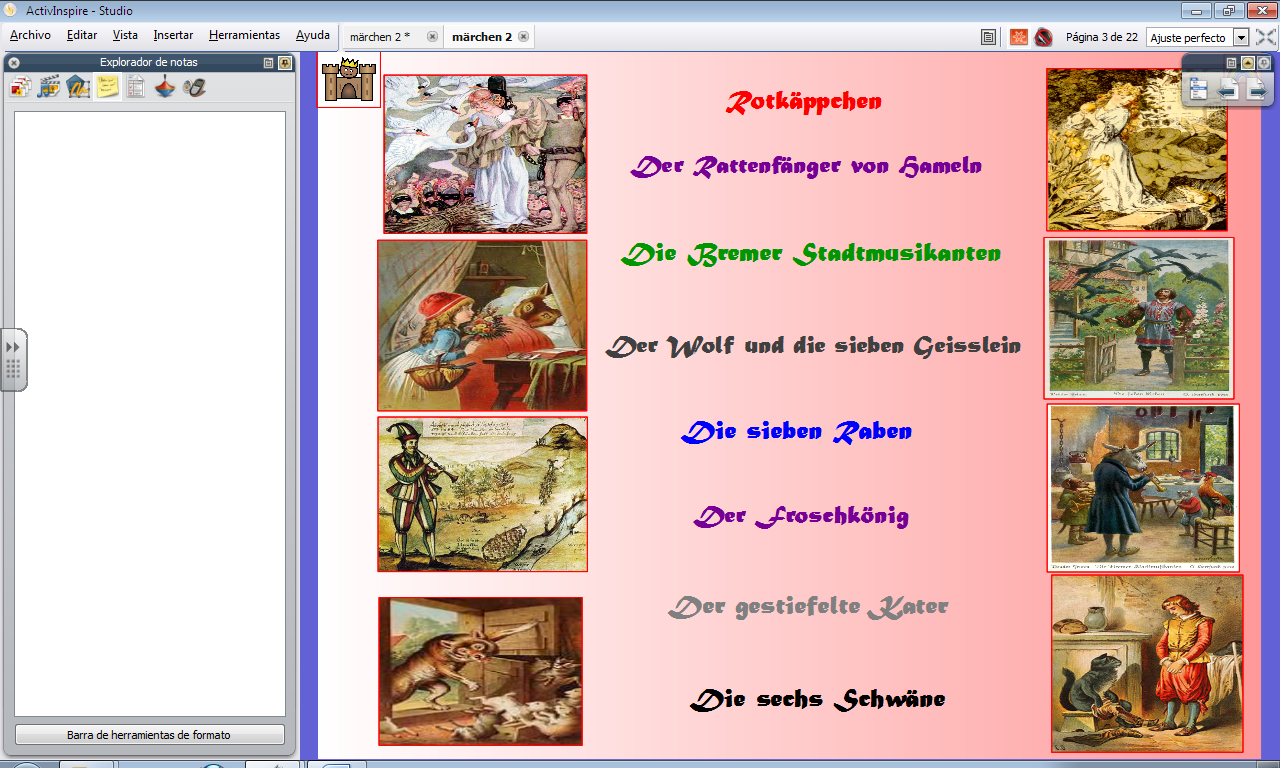 ActivInspire - Studio
Archivo Editar Vista Insertar Herramientas Ayuda
märchen 2 *
märchen 2
Página 3 de 22
Ajuste perfecto
Explorador de notas
Rotkäppchen
Der Rattenfänger von Hameln
Die Bremer Stadtmusikanten
Der Wolf und die sieben Geisslein
Die sieben Raben
Der Froschkönig
Der gestiefelte Kater
Die sechs Schwäne
Barra de herramientas de formato